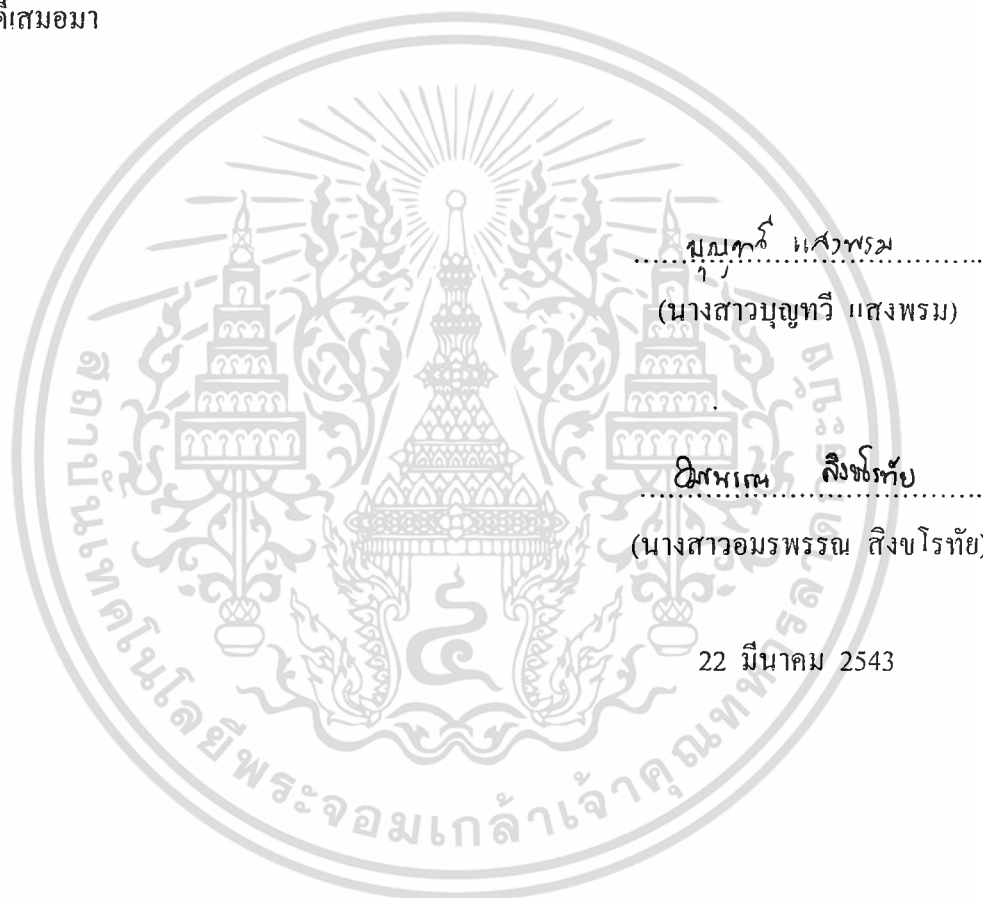 ดีเสมอมา
บุญทวี แสงพรม
(นางสาวบุญทวี แสงพรม)
อมรพรรณ สิงขโรทัย
(นางสาวอมรพรรณ สิงขโรทัย)
22 มีนาคม 2543
สถาบันเทคโนโลยีพระจอมเกล้าเจ้าคุณทหารลาดกระบัง